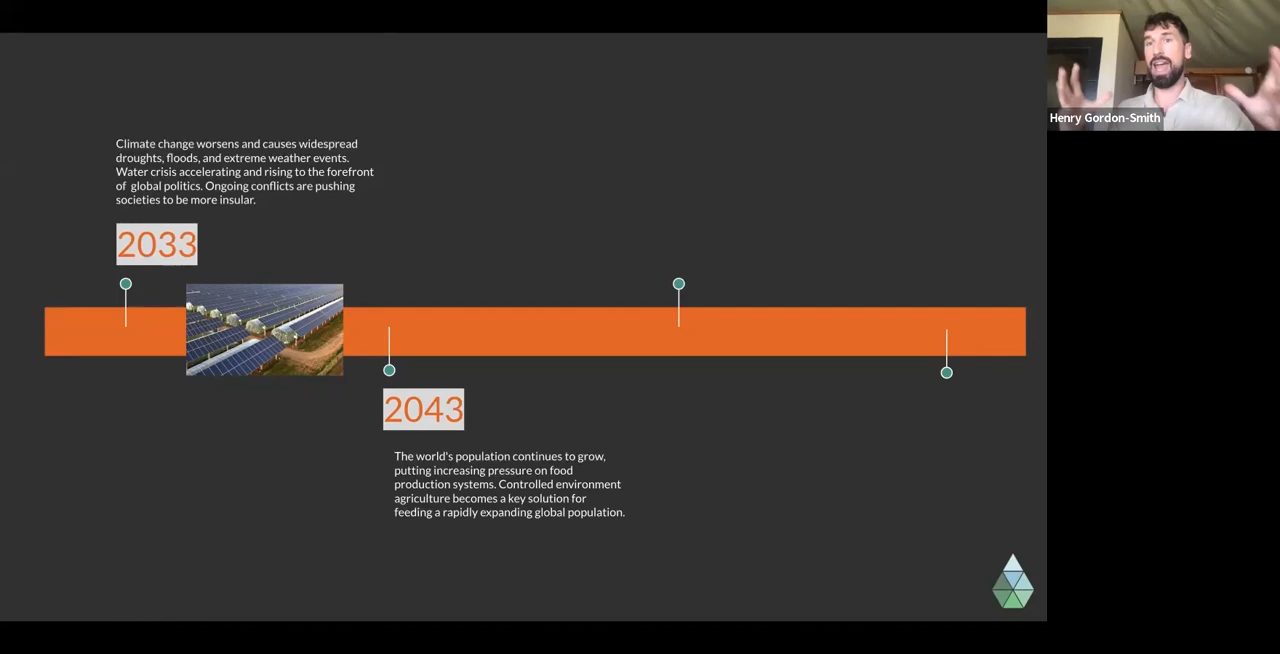 Henry Gordon-Smith
Climate change worsens and causes widespread
droughts, floods, and extreme weather events.
Water crisis accelerating and rising to the forefront
of global politics. Ongoing conflicts are pushing
societies to be more insular.
2033
2043
The world's population continues to grow,
putting increasing pressure on food
production systems. Controlled environment
agriculture becomes a key solution for
feeding a rapidly expanding global population.